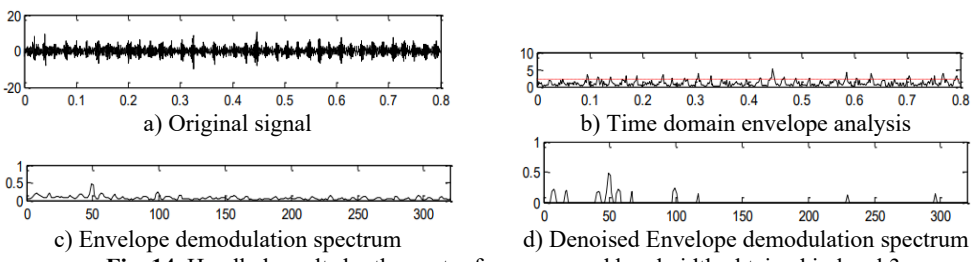 20
0
-20
0 0.1 0.2 0.3 0.4 0.5 0.6 0.7 0.8
a) Original signal
10
5
0
0 0.1 0.2 0.3 0.4 0.5 0.6 0.7 0.8
b) Time domain envelope analysis
1
0.5
0
0 50 100 150 200 250 300
c) Envelope demodulation spectrum
1
0.5
0
0 50 100 150 200 250 300
d) Denoised Envelope demodulation spectrum